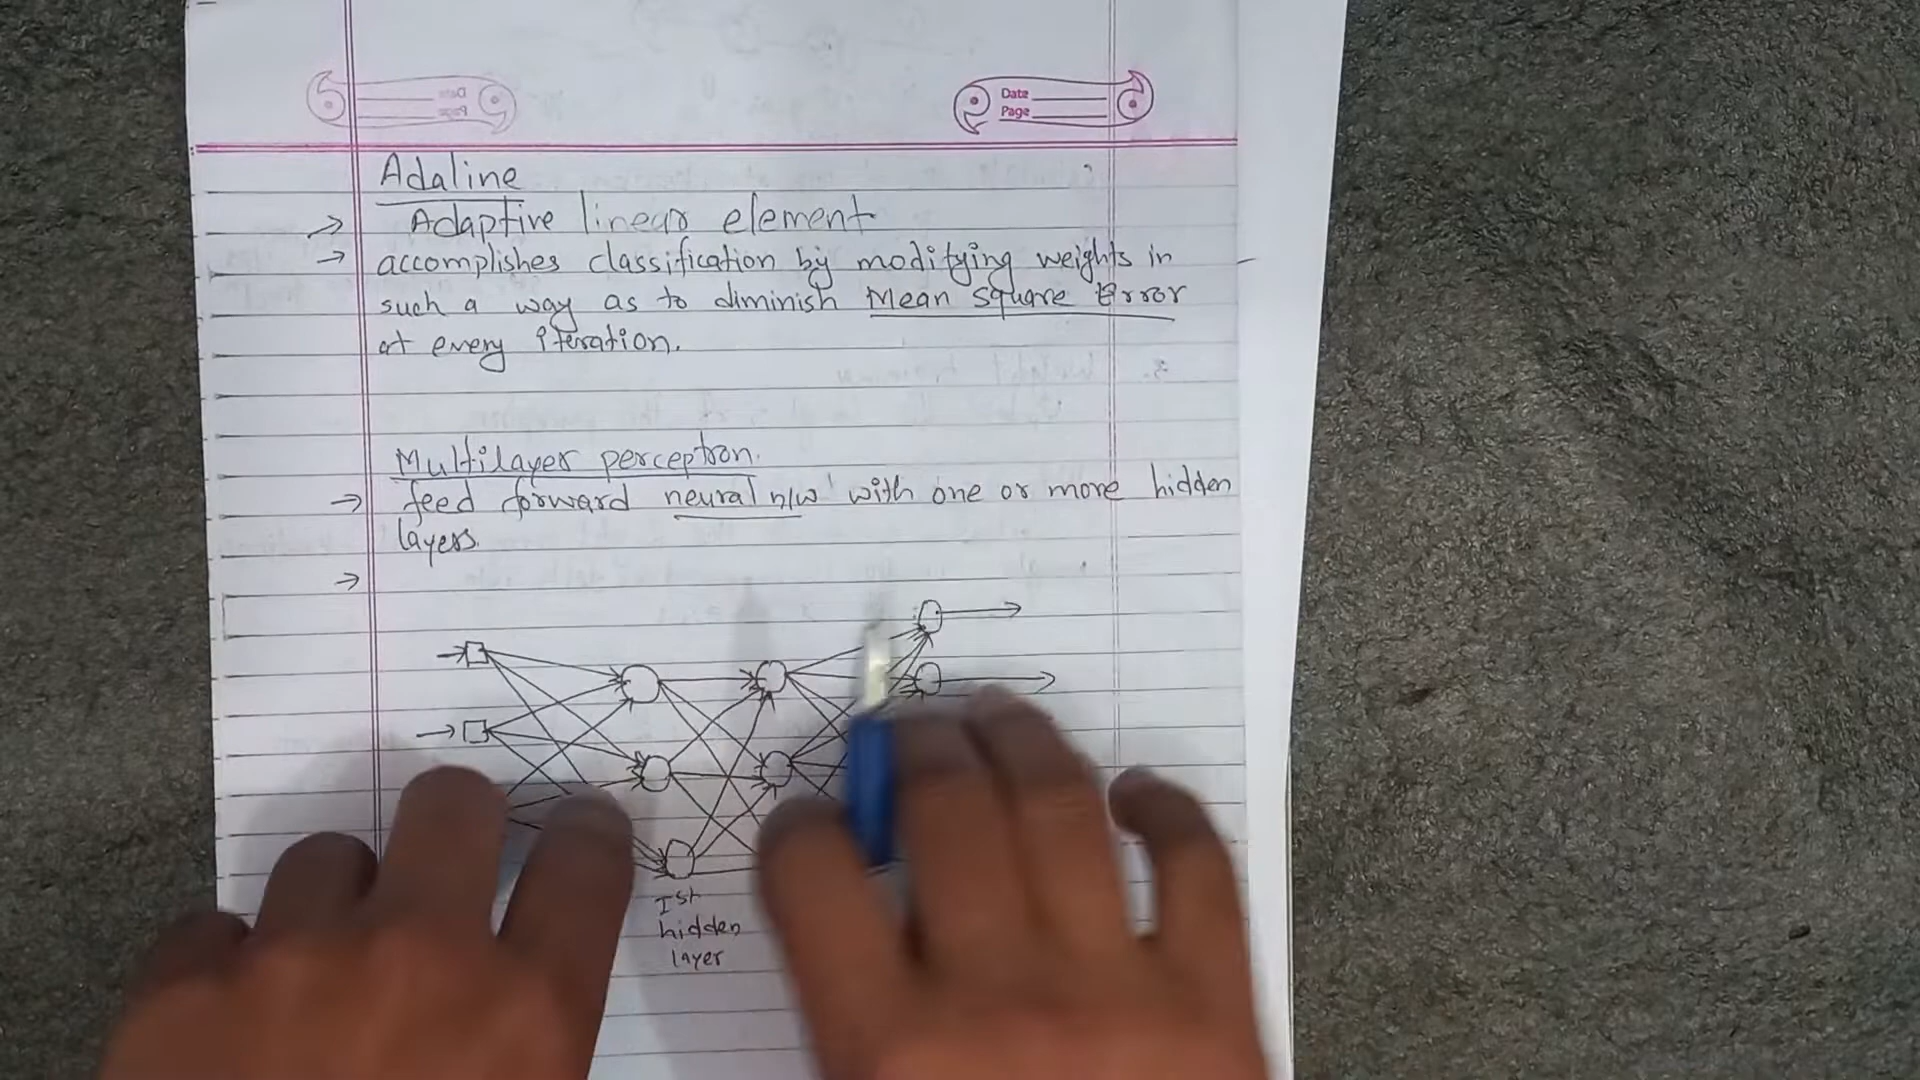 Date
Page
Adaline
→ Adaptive linear element
→ accomplishes classification by modifying weights in
such a way as to diminish Mean Square Error
at every iteration.
Multilayer perceptron.
→ feed forward neural n/w with one or more hidden
layers.
→
Ist
hidden
layer